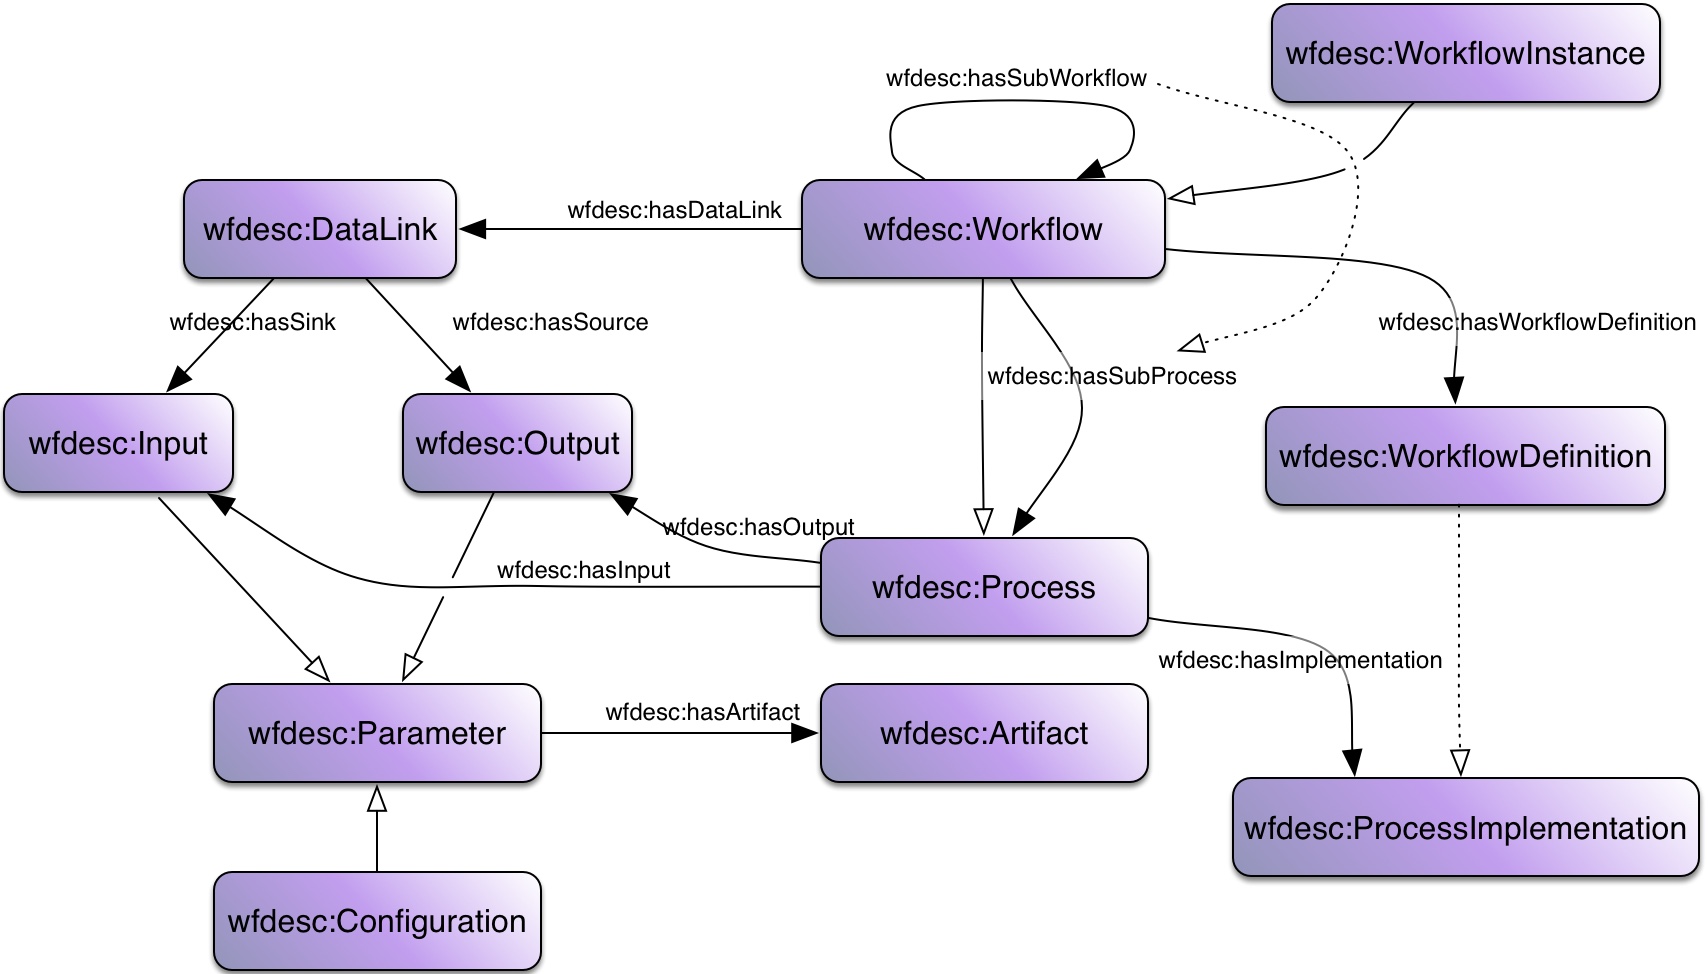 wfdesc:WorkflowInstance
wfdesc:hasSubWorkflow
wfdesc:DataLink
wfdesc:hasDataLink
wfdesc:Workflow
wfdesc:hasSink
wfdesc:hasSource
wfdesc:hasWorkflowDefinition
wfdesc:hasSubProcess
wfdesc:Input
wfdesc:Output
wfdesc:WorkflowDefinition
wfdesc:hasOutput
wfdesc:hasInput
wfdesc:Process
wfdesc:hasImplementation
wfdesc:Parameter
wfdesc:hasArtifact
wfdesc:Artifact
wfdesc:ProcessImplementation
wfdesc:Configuration